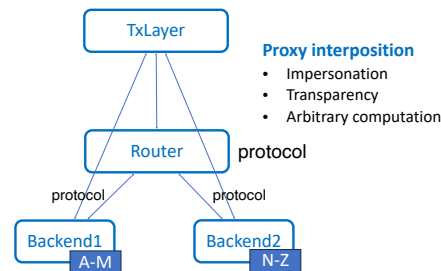 TxLayer
Proxy interposition
• Impersonation
• Transparency
• Arbitrary computation
Router
protocol
protocol
protocol
Backend1
Backend2
A-M
N-Z